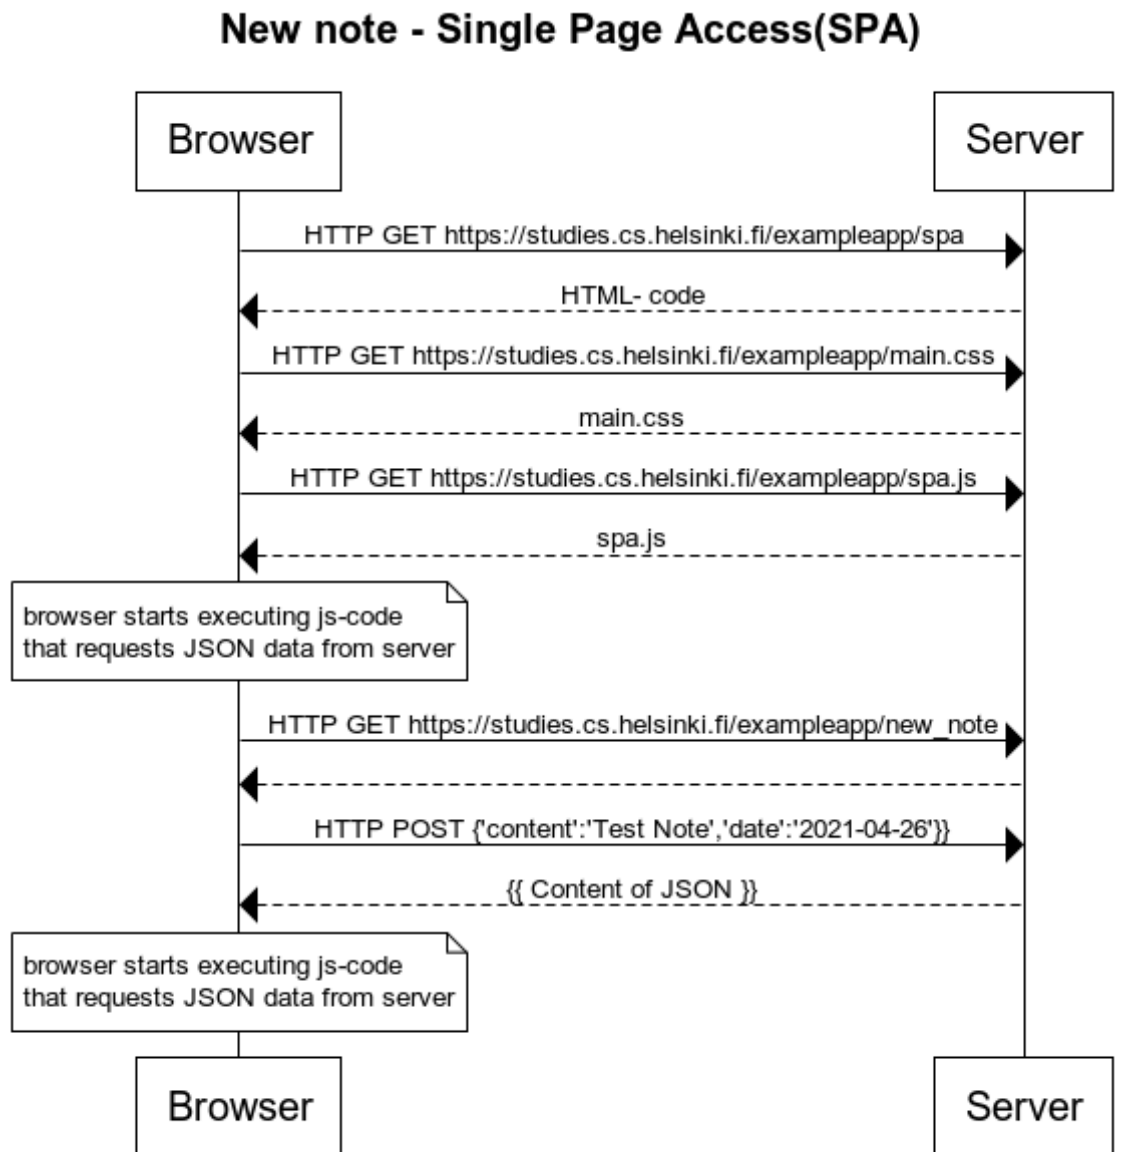 New note - Single Page Access(SPA)
Browser
Server
HTTP GET https://studies.cs.helsinki.fi/exampleapp/spa
HTML- code
HTTP GET https://studies.cs.helsinki.fi/exampleapp/main.css
main.css
HTTP GET https://studies.cs.helsinki.fi/exampleapp/spa.js
spa.js
browser starts executing js-code
that requests JSON data from server
HTTP GET https://studies.cs.helsinki.fi/exampleapp/new_note
HTTP POST {'content':'Test Note','date':'2021-04-26'}}
{{ Content of JSON }}
browser starts executing js-code
that requests JSON data from server
Browser
Server